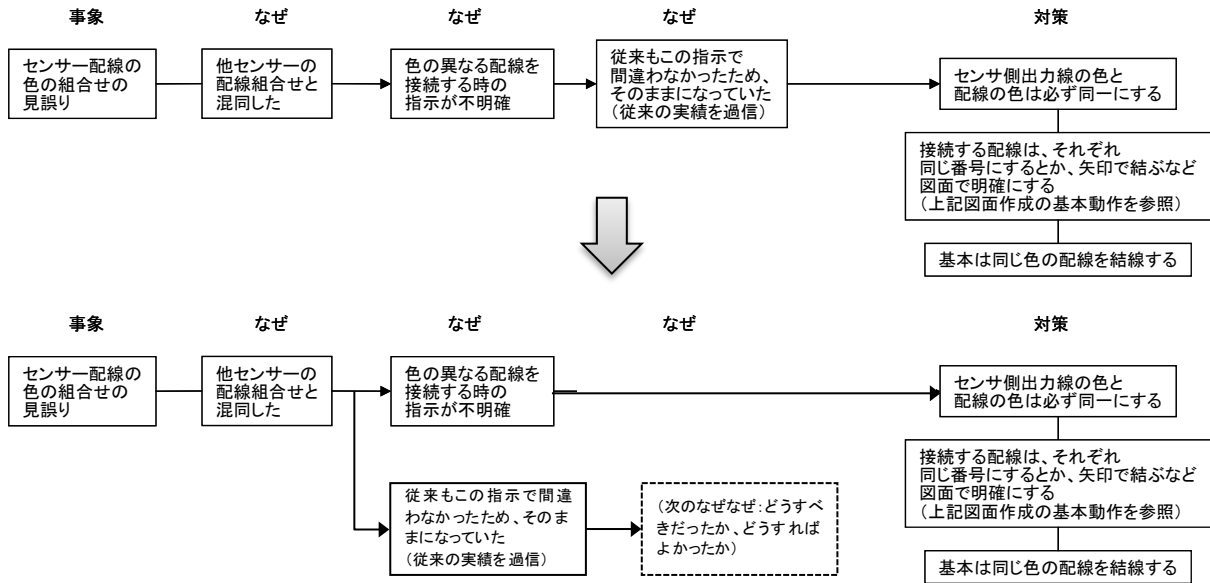 事象
なぜ
なぜ
なぜ
対策
センサー配線の
色の組合せの
見誤り
他センサーの
配線組合せと
混同した
色の異なる配線を
接続する時の
指示が不明確
従来もこの指示で
間違わなかったため、
そのままになっていた
(従来の実績を過信)
センサ側出力線の色と
配線の色は必ず同一にする
接続する配線は、それぞれ
同じ番号にするとか、矢印で結ぶなど
図面で明確にする
(上記図面作成の基本動作を参照)
基本は同じ色の配線を結線する
事象
なぜ
なぜ
なぜ
対策
センサー配線の
色の組合せの
見誤り
他センサーの
配線組合せと
混同した
色の異なる配線を
接続する時の
指示が不明確
センサ側出力線の色と
配線の色は必ず同一にする
従来もこの指示で間違
わなかったため、そのま
まになっていた
(従来の実績を過信)
(次のなぜなぜ:どうすべ
きだったか、どうすれば
よかったか)
接続する配線は、それぞれ
同じ番号にするとか、矢印で結ぶなど
図面で明確にする
(上記図面作成の基本動作を参照)
基本は同じ色の配線を結線する